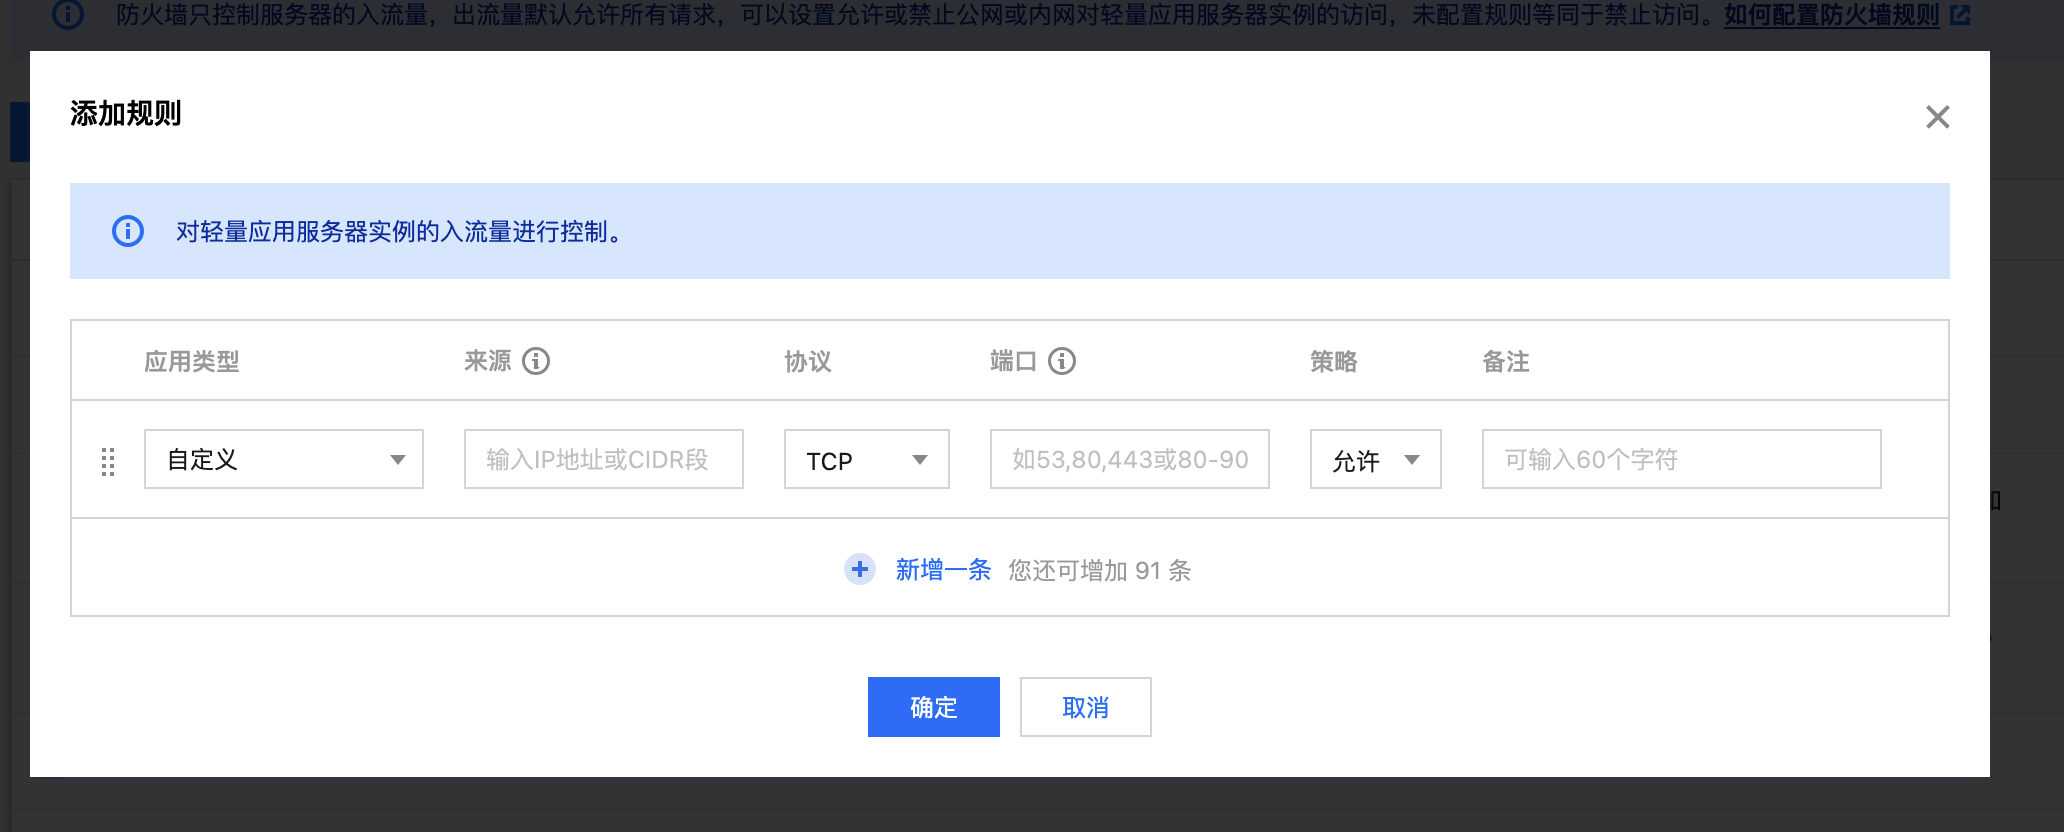 防火墙只控制服务器的入流量，出流量默认允许所有请求，可以设置允许或禁止公网或内网对轻量应用服务器实例的访问，未配置规则等同于禁止访问。如何配置防火墙规则
添加规则
对轻量应用服务器实例的入流量进行控制。
应用类型 来源 协议 端口 策略 备注
自定义 输入IP地址或CIDR段 TCP 如53,80,443或80-90 允许 可输入60个字符
新增一条 您还可增加 91 条
确定 取消